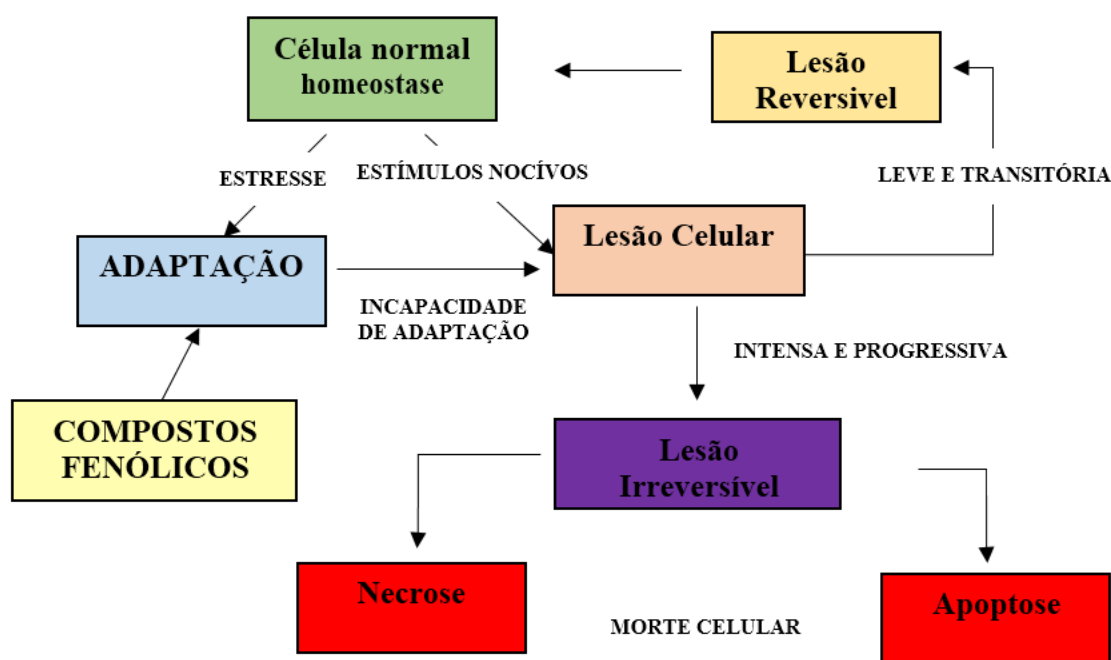 Célula normal
homeostase
Lesão
Reversivel
ESTRESSE
ESTÍMULOS NOCÍVOS
LEVE E TRANSITÓRIA
ADAPTAÇÃO
Lesão Celular
INCAPACIDADE
DE ADAPTAÇÃO
INTENSA E PROGRESSIVA
COMPOSTOS
FENÓLICOS
Lesão
Irreversível
Necrose
Apoptose
MORTE CELULAR